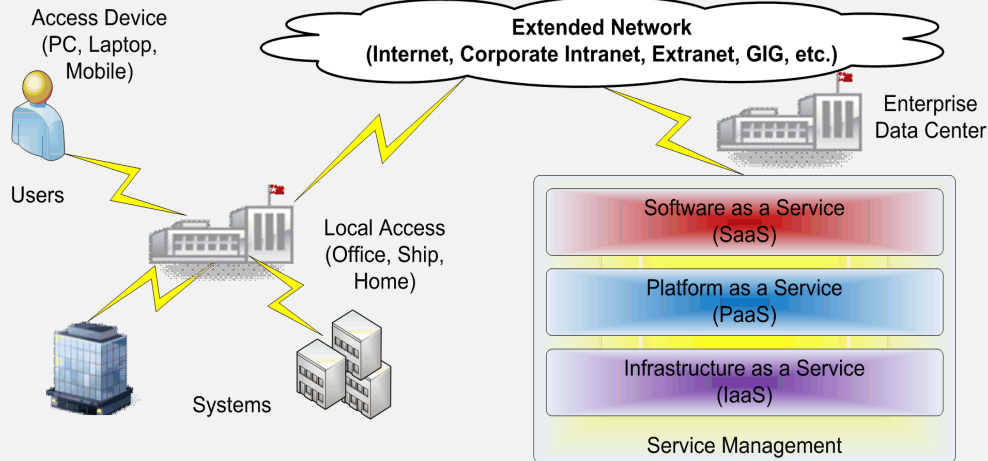 Access Device
(PC, Laptop,
Mobile)
Extended Network
(Internet, Corporate Intranet, Extranet, GIG, etc.)
Enterprise
Data Center
Users
Local Access
(Office, Ship,
Home)
Systems
Software as a Service
(SaaS)
Platform as a Service
(PaaS)
Infrastructure as a Service
(IaaS)
Service Management